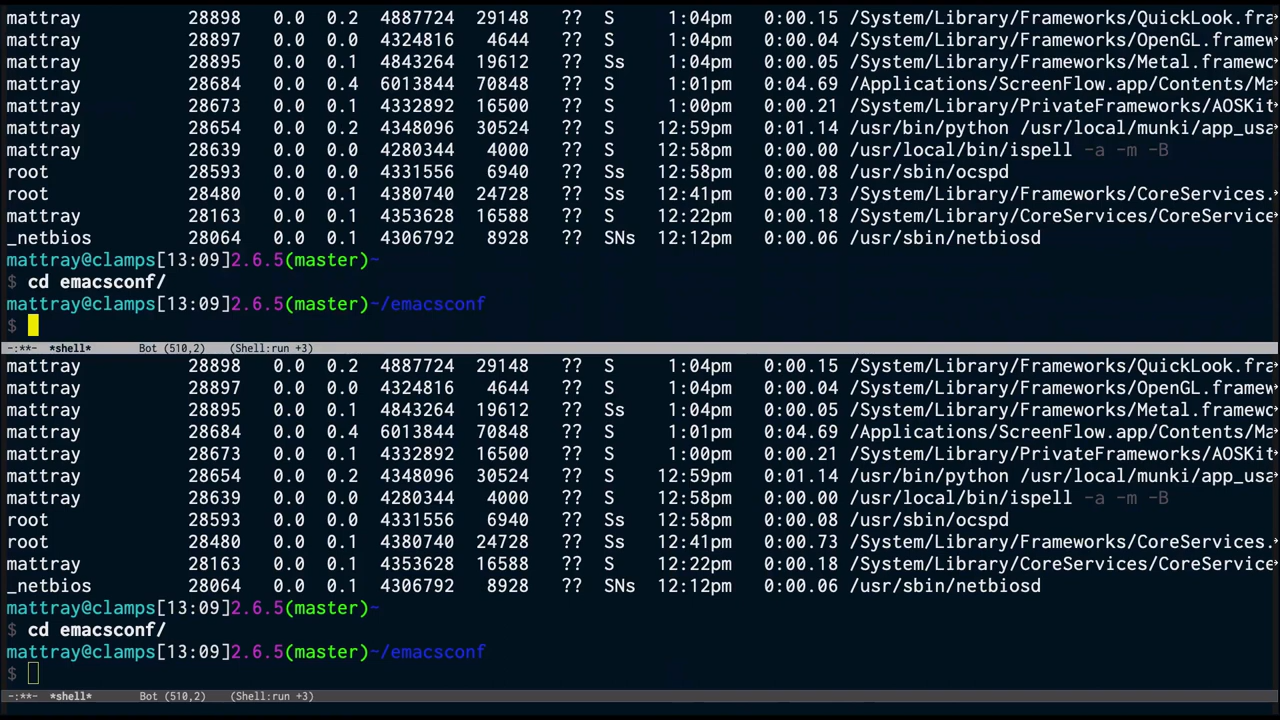 mattray 28898 0.0 0.2 4887724 29148 ?? S 1:04pm 0:00.15 /System/Library/Frameworks/QuickLook.fra
mattray 28897 0.0 0.0 4324816 4644 ?? S 1:04pm 0:00.04 /System/Library/Frameworks/OpenGL.framew
mattray 28895 0.0 0.1 4843264 19612 ?? Ss 1:04pm 0:00.05 /System/Library/Frameworks/Metal.framewo
mattray 28684 0.0 0.4 6013844 70848 ?? S 1:01pm 0:04.69 /Applications/ScreenFlow.app/Contents/Ma
mattray 28673 0.0 0.1 4332892 16500 ?? S 1:00pm 0:00.21 /System/Library/PrivateFrameworks/AOSKit
mattray 28654 0.0 0.2 4348096 30524 ?? S 12:59pm 0:01.14 /usr/bin/python /usr/local/munki/app_usa
mattray 28639 0.0 0.0 4280344 4000 ?? S 12:58pm 0:00.00 /usr/local/bin/ispell -a -m -B
root 28593 0.0 0.0 4331556 6940 ?? Ss 12:58pm 0:00.08 /usr/sbin/ocspd
root 28480 0.0 0.1 4380740 24728 ?? Ss 12:41pm 0:00.73 /System/Library/Frameworks/CoreServices.
mattray 28163 0.0 0.1 4353628 16588 ?? S 12:22pm 0:00.18 /System/Library/CoreServices/CoreService
_netbios 28064 0.0 0.1 4306792 8928 ?? SNs 12:12pm 0:00.06 /usr/sbin/netbiosd
mattray@clamps[13:09]2.6.5(master)~
$ cd emacsconf/
mattray@clamps[13:09]2.6.5(master)~/emacsconf
$
-:**- *shell* Bot (510,2) (Shell:run +3)
mattray 28898 0.0 0.2 4887724 29148 ?? S 1:04pm 0:00.15 /System/Library/Frameworks/QuickLook.fra
mattray 28897 0.0 0.0 4324816 4644 ?? S 1:04pm 0:00.04 /System/Library/Frameworks/OpenGL.framew
mattray 28895 0.0 0.1 4843264 19612 ?? Ss 1:04pm 0:00.05 /System/Library/Frameworks/Metal.framewo
mattray 28684 0.0 0.4 6013844 70848 ?? S 1:01pm 0:04.69 /Applications/ScreenFlow.app/Contents/Ma
mattray 28673 0.0 0.1 4332892 16500 ?? S 1:00pm 0:00.21 /System/Library/PrivateFrameworks/AOSKit
mattray 28654 0.0 0.2 4348096 30524 ?? S 12:59pm 0:01.14 /usr/bin/python /usr/local/munki/app_usa
mattray 28639 0.0 0.0 4280344 4000 ?? S 12:58pm 0:00.00 /usr/local/bin/ispell -a -m -B
root 28593 0.0 0.0 4331556 6940 ?? Ss 12:58pm 0:00.08 /usr/sbin/ocspd
root 28480 0.0 0.1 4380740 24728 ?? Ss 12:41pm 0:00.73 /System/Library/Frameworks/CoreServices.
mattray 28163 0.0 0.1 4353628 16588 ?? S 12:22pm 0:00.18 /System/Library/CoreServices/CoreService
_netbios 28064 0.0 0.1 4306792 8928 ?? SNs 12:12pm 0:00.06 /usr/sbin/netbiosd
mattray@clamps[13:09]2.6.5(master)~
$ cd emacsconf/
mattray@clamps[13:09]2.6.5(master)~/emacsconf
$
-:**- *shell* Bot (510,2) (Shell:run +3)